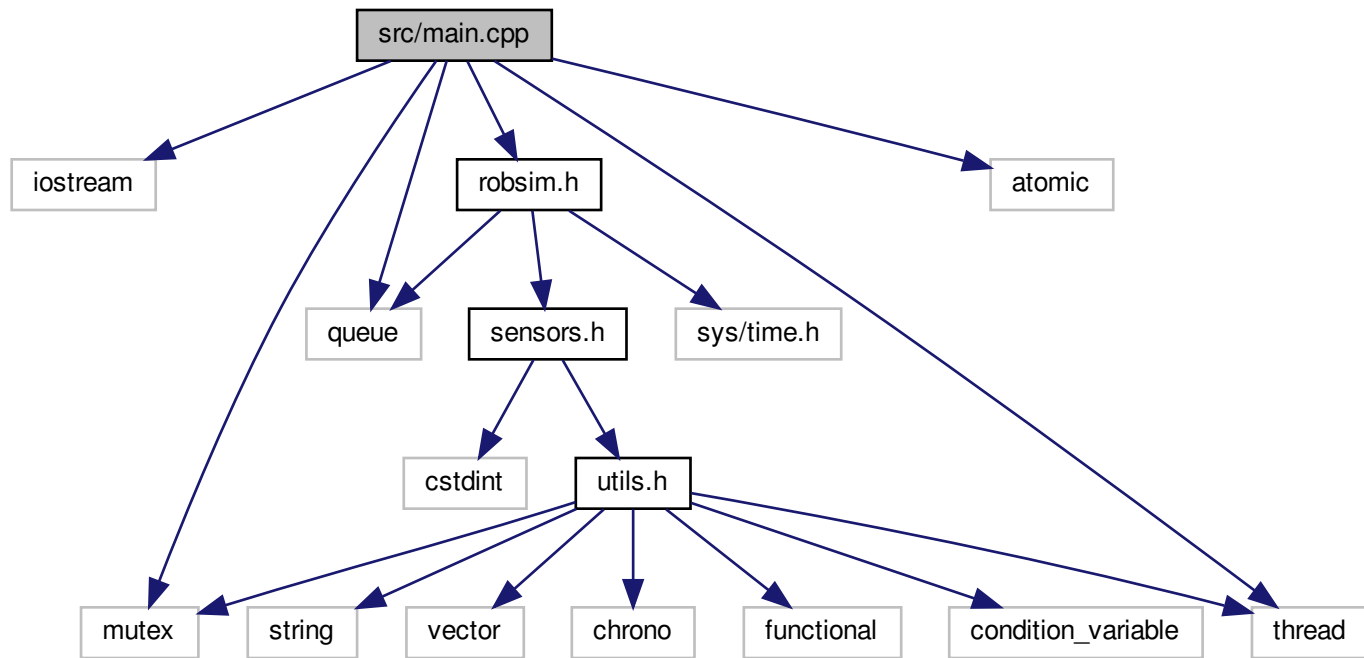 src/main.cpp
iostream
robsim.h
atomic
queue
sensors.h
sys/time.h
cstdint
utils.h
mutex
string
vector
chrono
functional
condition_variable
thread